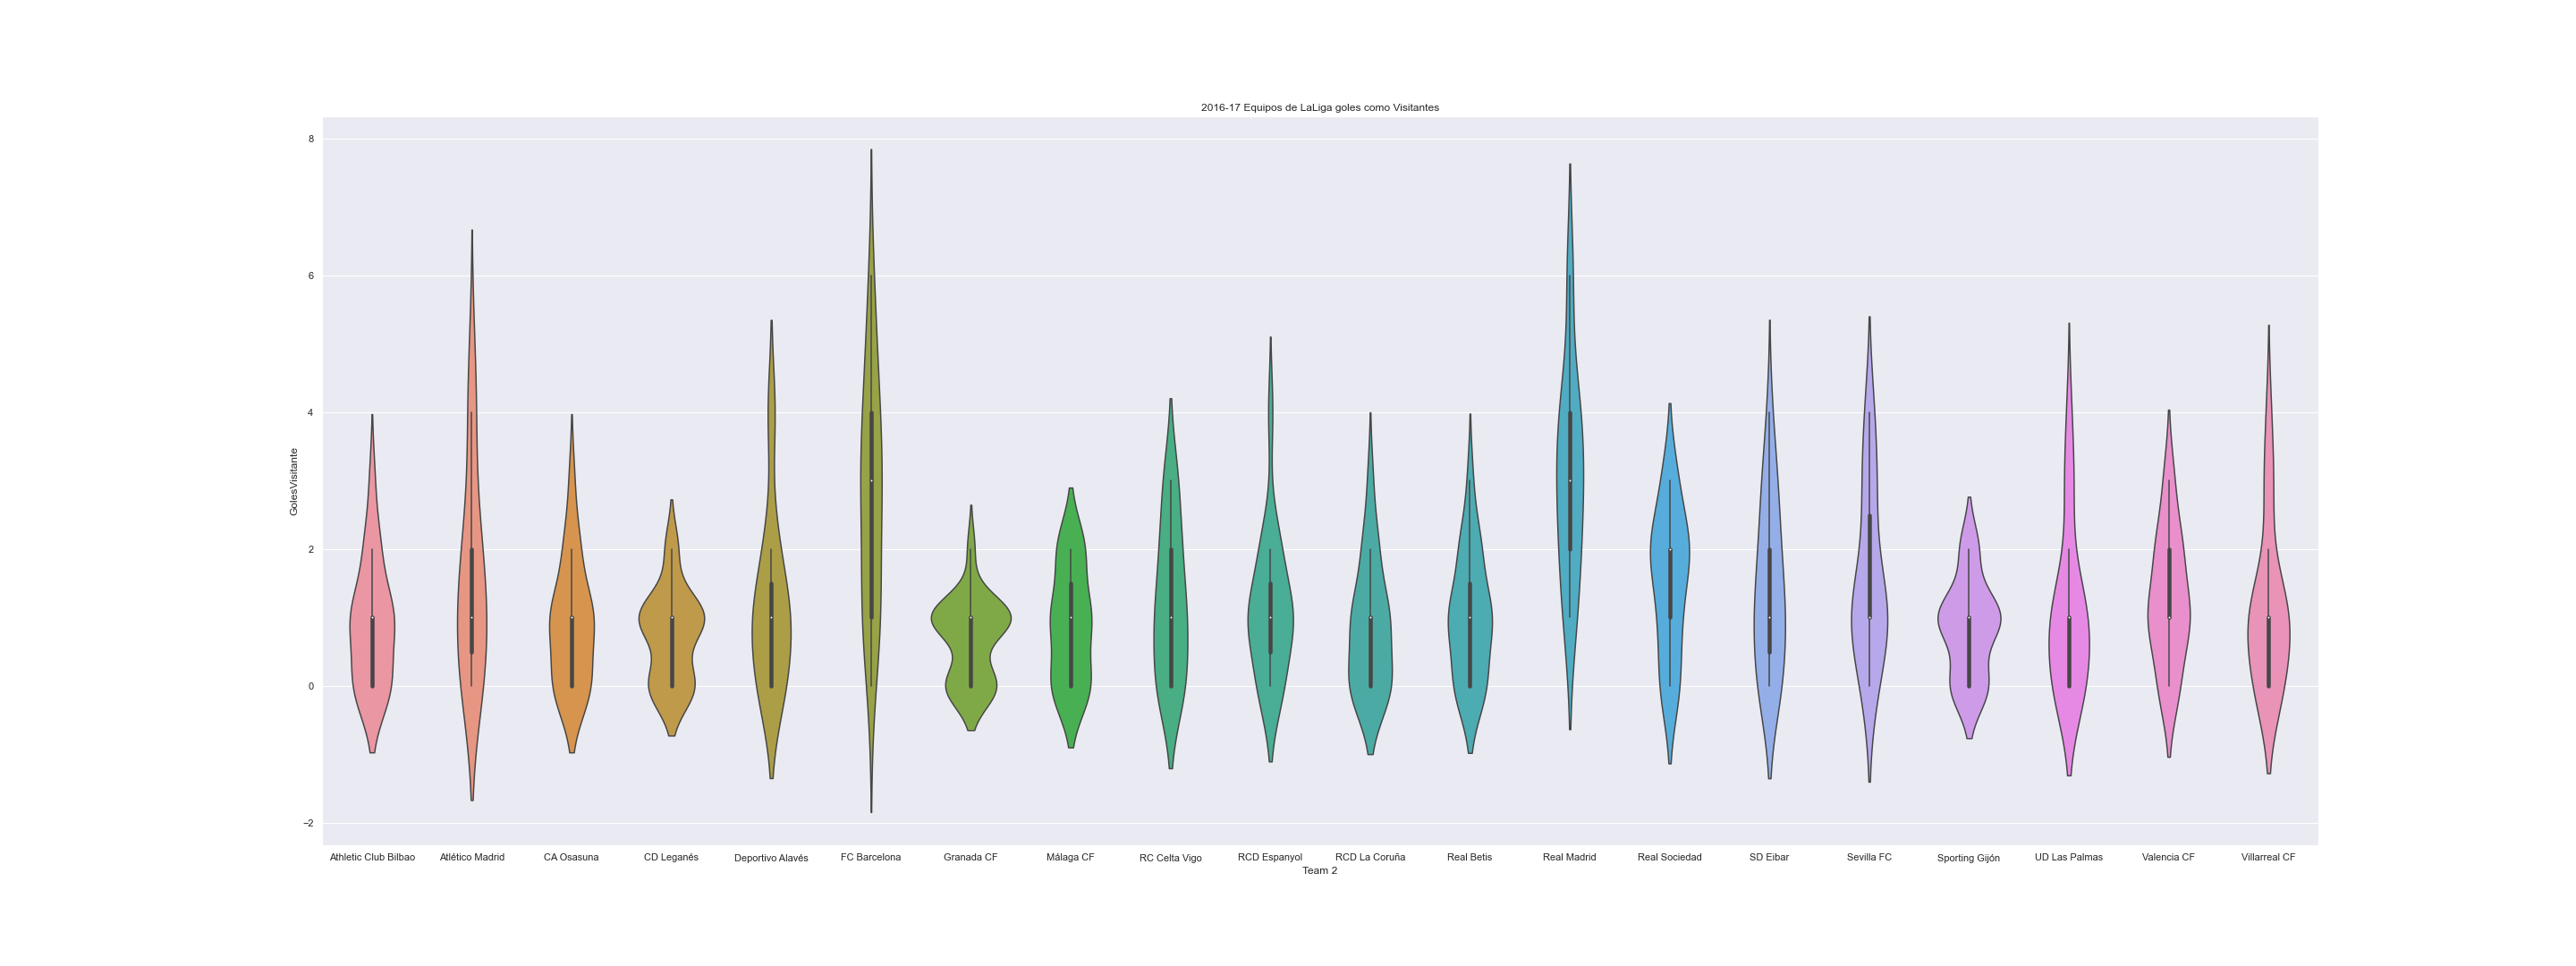 2016-17 Equipos de LaLiga goles como Visitantes
8
6
4
2
0
−2
GolesVisitante
Athletic Club Bilbao Atlético Madrid CA Osasuna CD Leganés Deportivo Alavés FC Barcelona Granada CF Málaga CF RC Celta Vigo RCD Espanyol RCD La Coruña Real Betis Real Madrid Real Sociedad SD Eibar Sevilla FC Sporting Gijón UD Las Palmas Valencia CF Villarreal CF
Team 2